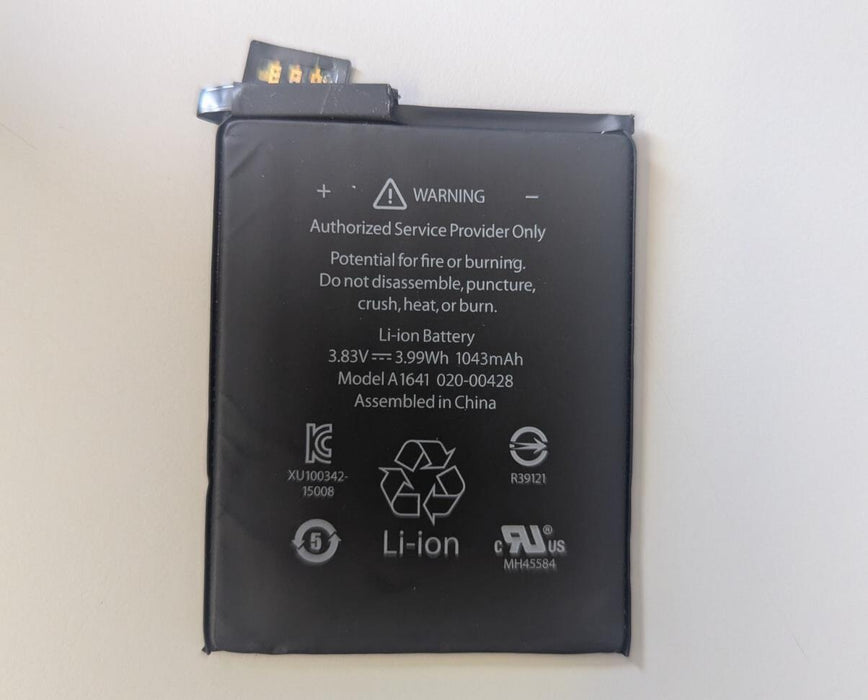 + WARNING −
Authorized Service Provider Only
Potential for fire or burning.
Do not disassemble, puncture,
crush, heat, or burn.
Li-ion Battery
3.83V⎓3.99Wh 1043mAh
Model A1641 020-00428
Assembled in China
XU100342-
15008
R39121
5
Li-ion
c RU ® US
MH45584